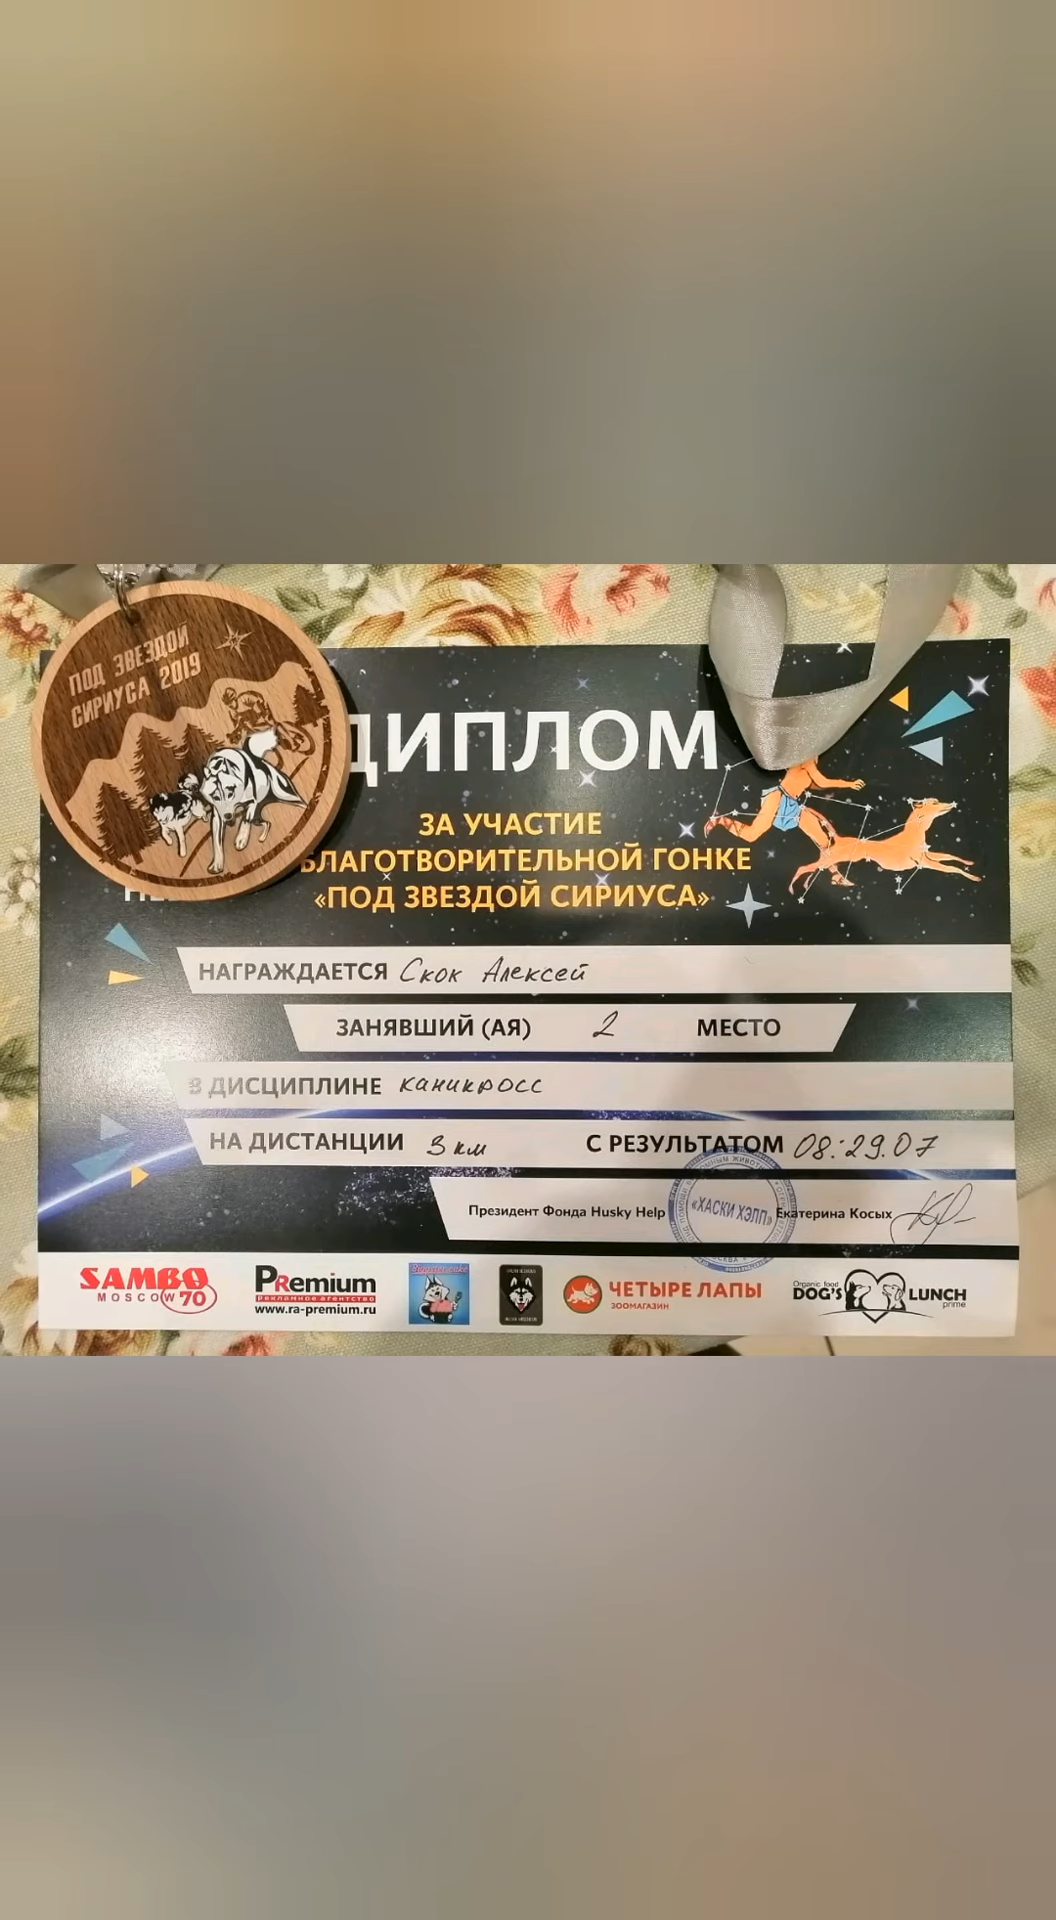 ПОД ЗВЕЗДОЙ
СИРИУСА 2019
ДИПЛОМ
ЗА УЧАСТИЕ
БЛАГОТВОРИТЕЛЬНОЙ ГОНКЕ
«ПОД ЗВЕЗДОЙ СИРИУСА»
НАГРАЖДАЕТСЯ Скок Алексей
ЗАНЯВШИЙ (АЯ) 2 МЕСТО
В ДИСЦИПЛИНЕ каникросс
НА ДИСТАНЦИИ 3 км С РЕЗУЛЬТАТОМ 08:29.07
Президент Фонда Husky Help «ХАСКИ ХЭЛП» Екатерина Косых
SAMBO
MOSCOW 70
PRemium
рекламное агентство
www.ra-premium.ru
ЧЕТЫРЕ ЛАПЫ
ЗООМАГАЗИН
Organic food
DOG'S LUNCH
prime